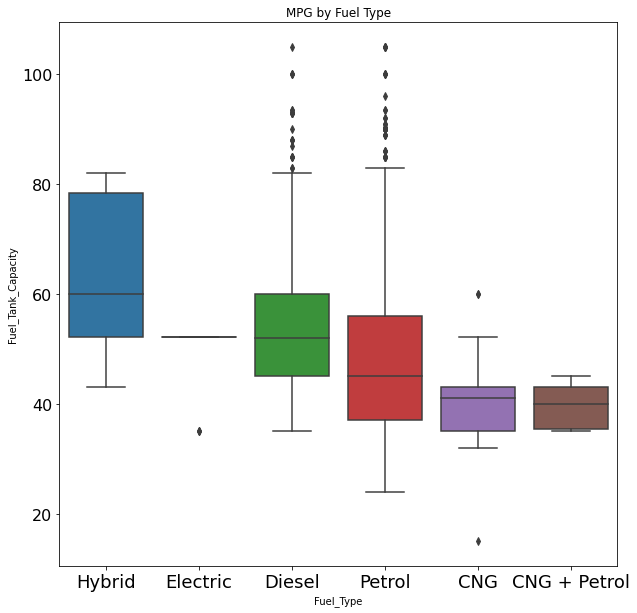 MPG by Fuel Type
Fuel_Tank_Capacity
100
80
60
40
20
Hybrid Electric Diesel Petrol CNG CNG + Petrol
Fuel_Type